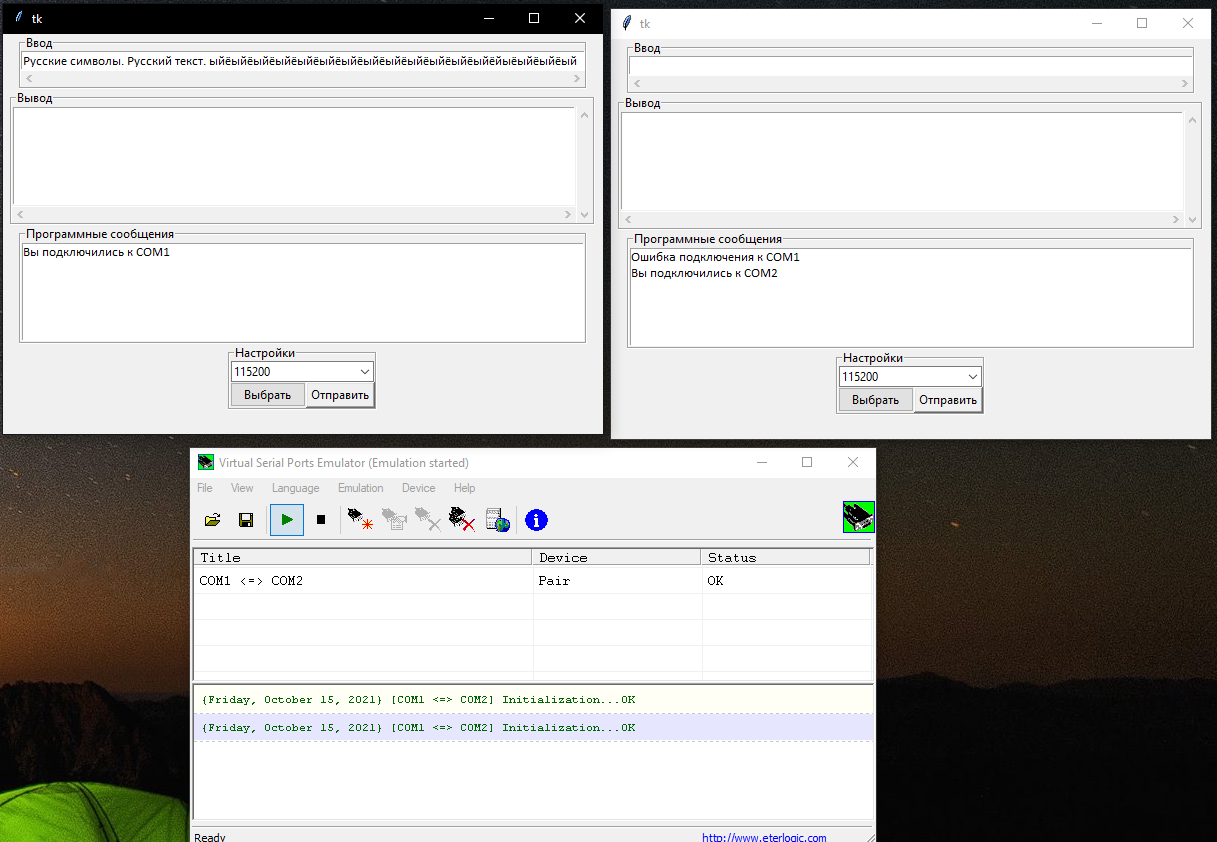 tk
Ввод
Русские символы. Русский текст. ыйёыйёыйёыйёыйёыйёыйёыйёыйёыйёыйёыйёыйёйыёыйёыйёый
Вывод
Программные сообщения
Вы подключились к COM1
Настройки
115200
Выбрать Отправить
tk
Ввод
Вывод
Программные сообщения
Ошибка подключения к COM1
Вы подключились к COM2
Настройки
115200
Выбрать Отправить
Virtual Serial Ports Emulator (Emulation started)
File View Language Emulation Device Help
Title Device Status
COM1 <=> COM2 Pair OK
{Friday, October 15, 2021} [COM1 <=> COM2] Initialization...OK
{Friday, October 15, 2021} [COM1 <=> COM2] Initialization...OK
Ready http://www.eterlogic.com